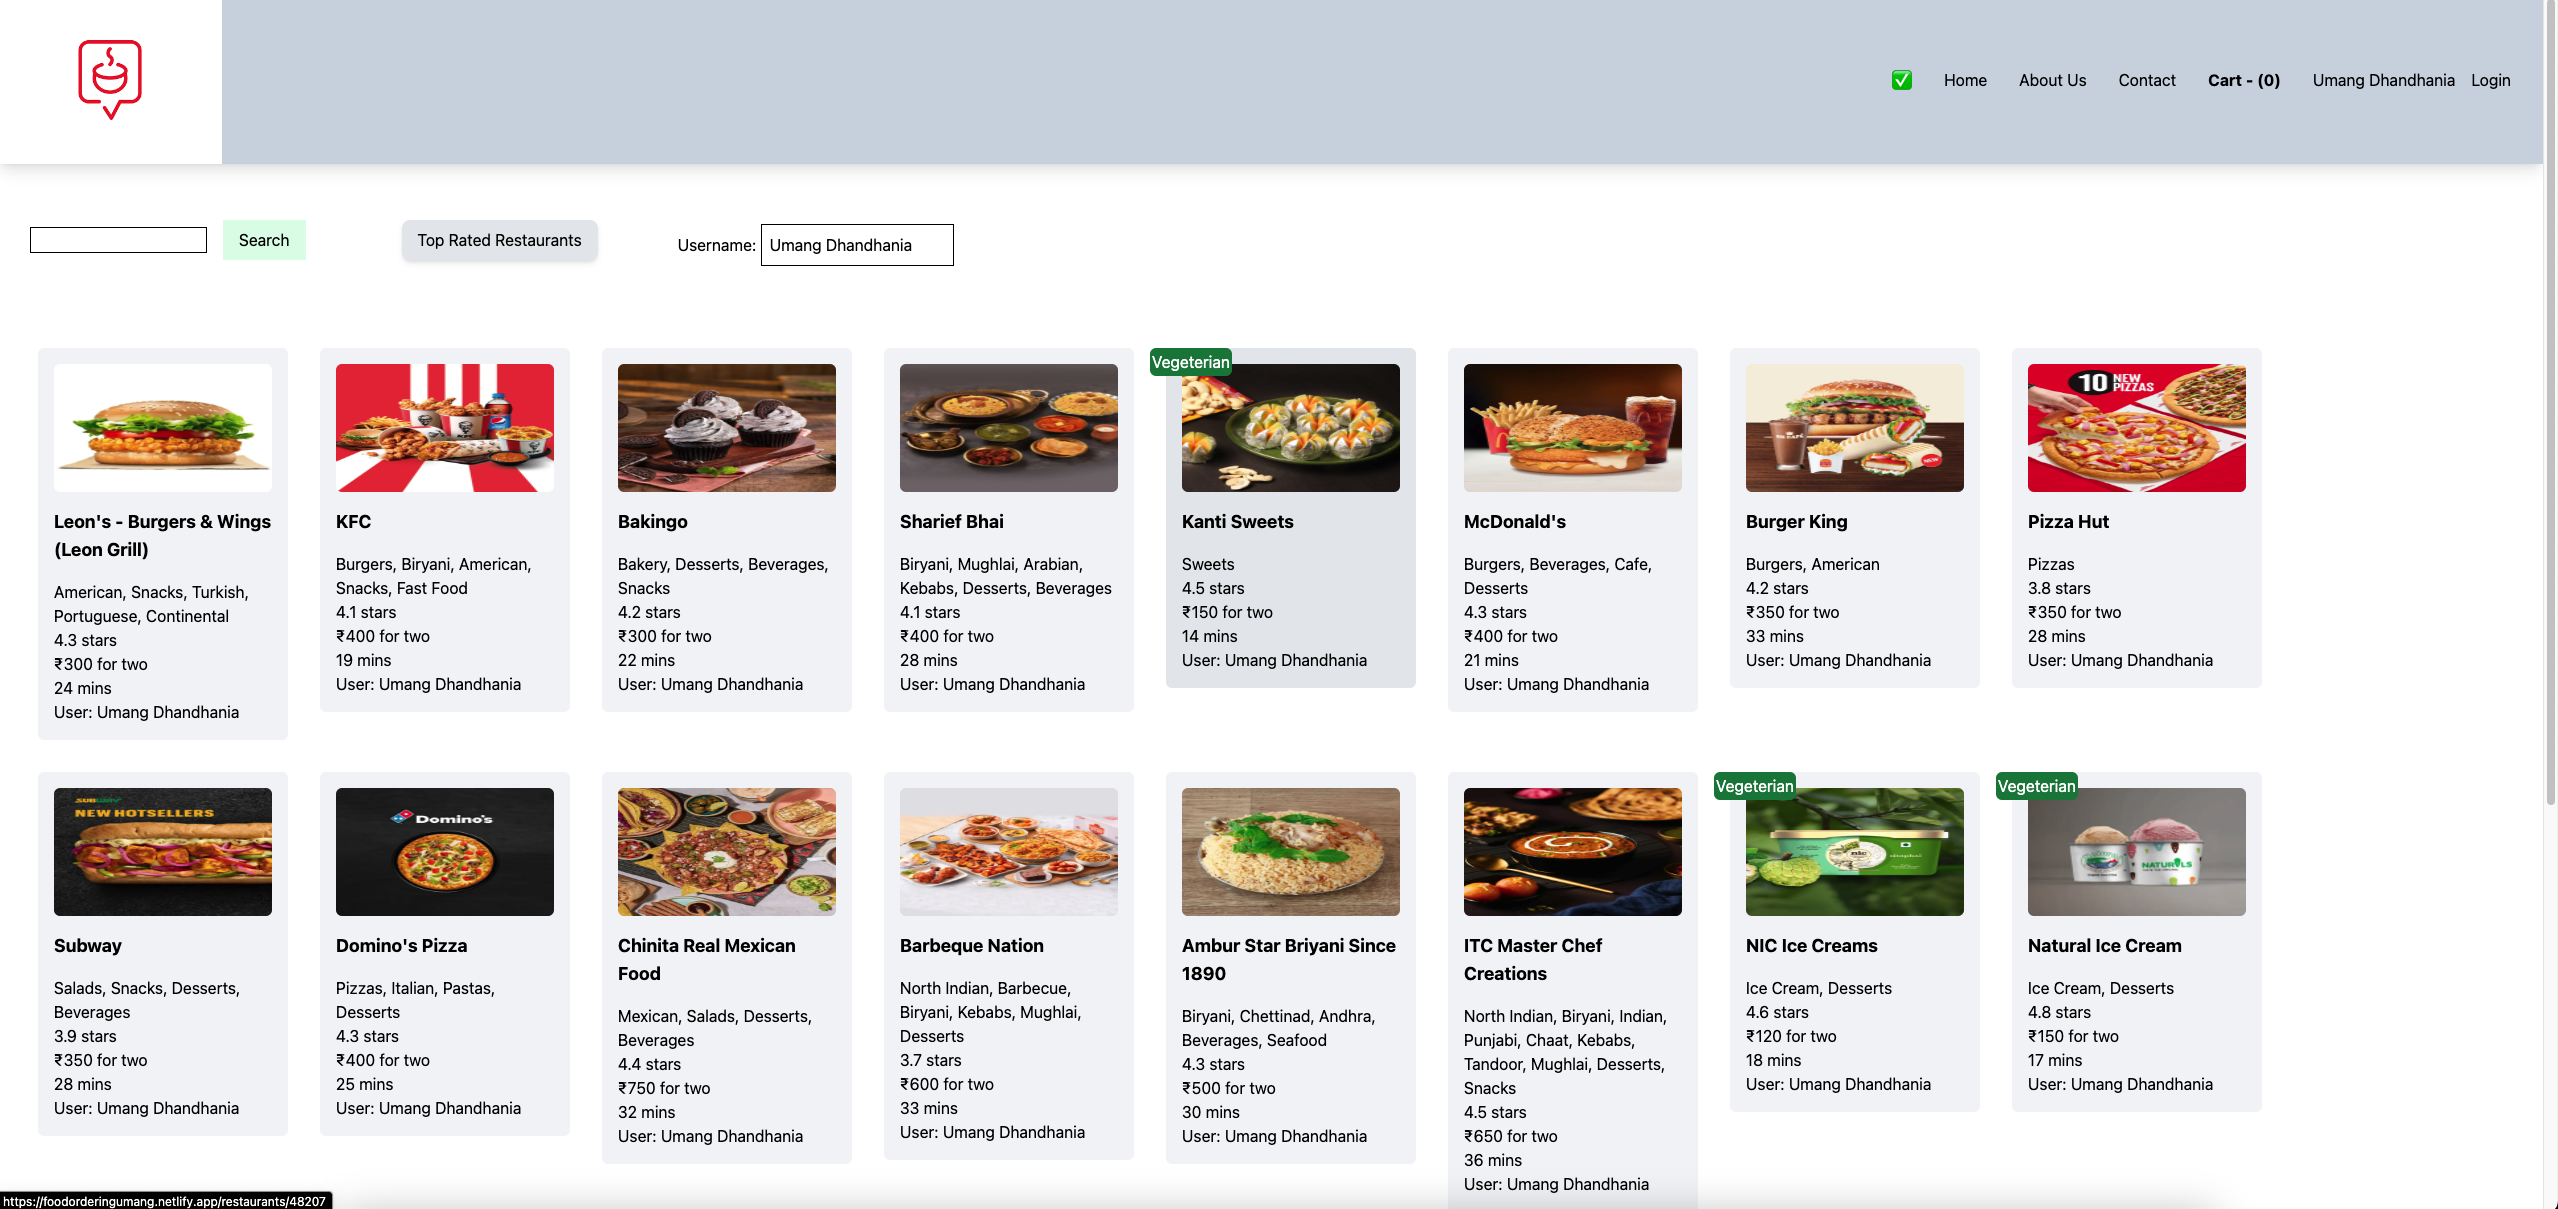 Home About Us Contact Cart - (0) Umang Dhandhania Login
Search Top Rated Restaurants Username: Umang Dhandhania
Leon's - Burgers & Wings
(Leon Grill)
American, Snacks, Turkish,
Portuguese, Continental
4.3 stars
₹300 for two
24 mins
User: Umang Dhandhania
KFC
Burgers, Biryani, American,
Snacks, Fast Food
4.1 stars
₹400 for two
19 mins
User: Umang Dhandhania
Bakingo
Bakery, Desserts, Beverages,
Snacks
4.2 stars
₹300 for two
22 mins
User: Umang Dhandhania
Sharief Bhai
Biryani, Mughlai, Arabian,
Kebabs, Desserts, Beverages
4.1 stars
₹400 for two
28 mins
User: Umang Dhandhania
Vegeterian
Kanti Sweets
Sweets
4.5 stars
₹150 for two
14 mins
User: Umang Dhandhania
McDonald's
Burgers, Beverages, Cafe,
Desserts
4.3 stars
₹400 for two
21 mins
User: Umang Dhandhania
Burger King
Burgers, American
4.2 stars
₹350 for two
33 mins
User: Umang Dhandhania
10 NEW
PIZZAS
Pizza Hut
Pizzas
3.8 stars
₹350 for two
28 mins
User: Umang Dhandhania
SUBWAY
NEW HOTSELLERS
Subway
Salads, Snacks, Desserts,
Beverages
3.9 stars
₹350 for two
28 mins
User: Umang Dhandhania
Domino's
Domino's Pizza
Pizzas, Italian, Pastas,
Desserts
4.3 stars
₹400 for two
25 mins
User: Umang Dhandhania
Chinita Real Mexican
Food
Mexican, Salads, Desserts,
Beverages
4.4 stars
₹750 for two
32 mins
User: Umang Dhandhania
Barbeque Nation
North Indian, Barbecue,
Biryani, Kebabs, Mughlai,
Desserts
3.7 stars
₹600 for two
33 mins
User: Umang Dhandhania
Ambur Star Briyani Since
1890
Biryani, Chettinad, Andhra,
Beverages, Seafood
4.3 stars
₹500 for two
30 mins
User: Umang Dhandhania
ITC Master Chef
Creations
North Indian, Biryani, Indian,
Punjabi, Chaat, Kebabs,
Tandoor, Mughlai, Desserts,
Snacks
4.5 stars
₹650 for two
36 mins
User: Umang Dhandhania
Vegeterian
nic
NIC Ice Creams
Ice Cream, Desserts
4.6 stars
₹120 for two
18 mins
User: Umang Dhandhania
Vegeterian
NATURALS
Natural Ice Cream
Ice Cream, Desserts
4.8 stars
₹150 for two
17 mins
User: Umang Dhandhania
https://foodorderingumang.netlify.app/restaurants/48207